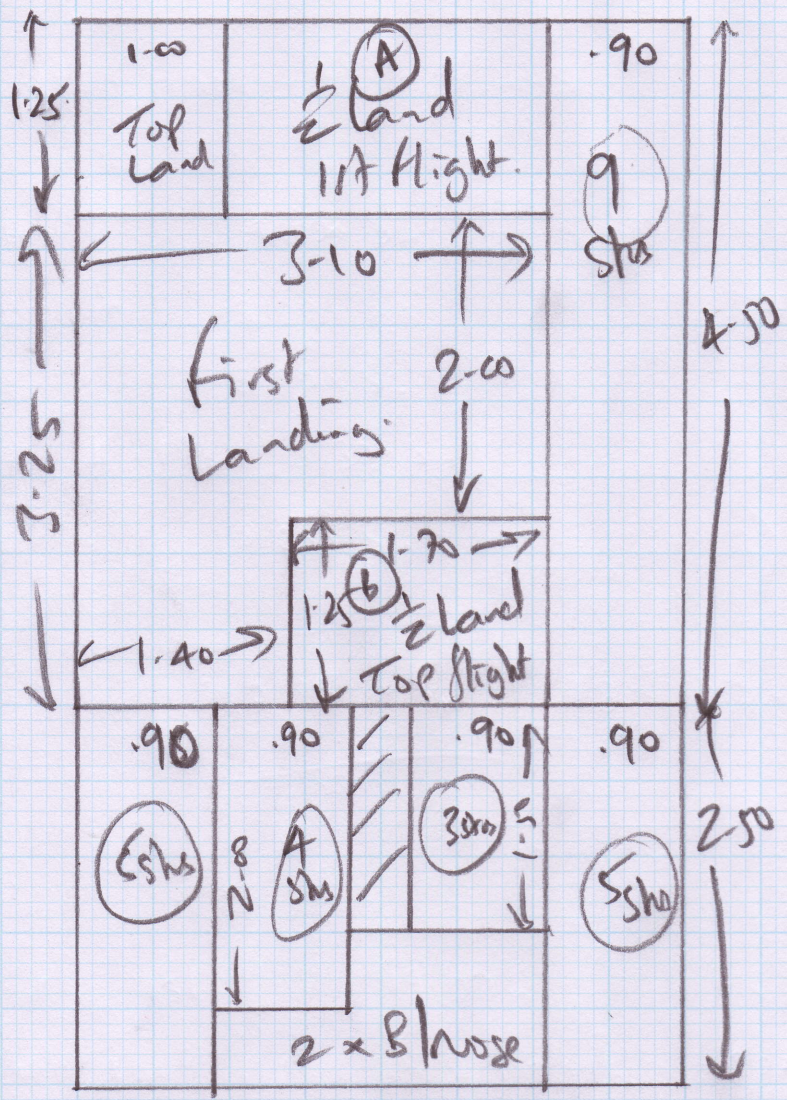 1.00
Top
Land
A
½ Land
1st flight.
.90
9
Strs
1.25
3.10
2.00
4.50
First
Landing.
3.25
1.70
1.25
b
½ Land
Top flight
1.40
.90
5 Strs
.90
4
Strs
.90
3 Strs
1.5
.90
5 Strs
2.50
2 x B/Nose